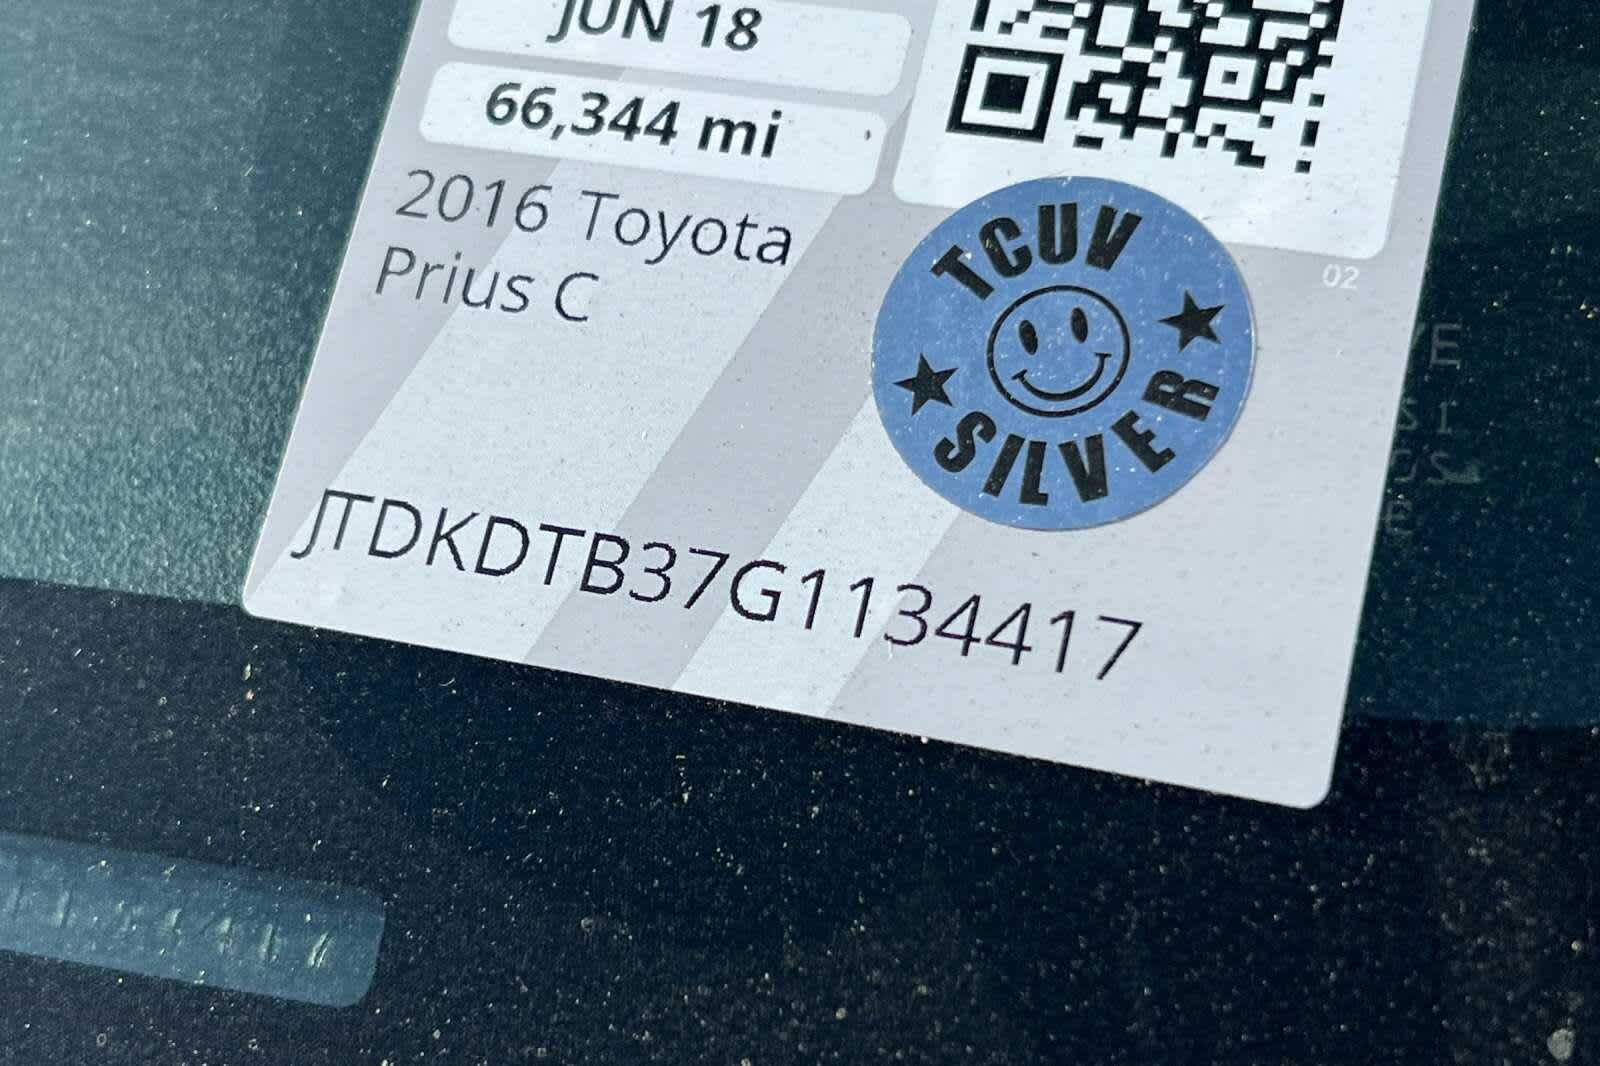 JUN 18
66,344 mi
2016 Toyota
Prius C
TCUV
SILVER
02
JTDKDTB37G1134417